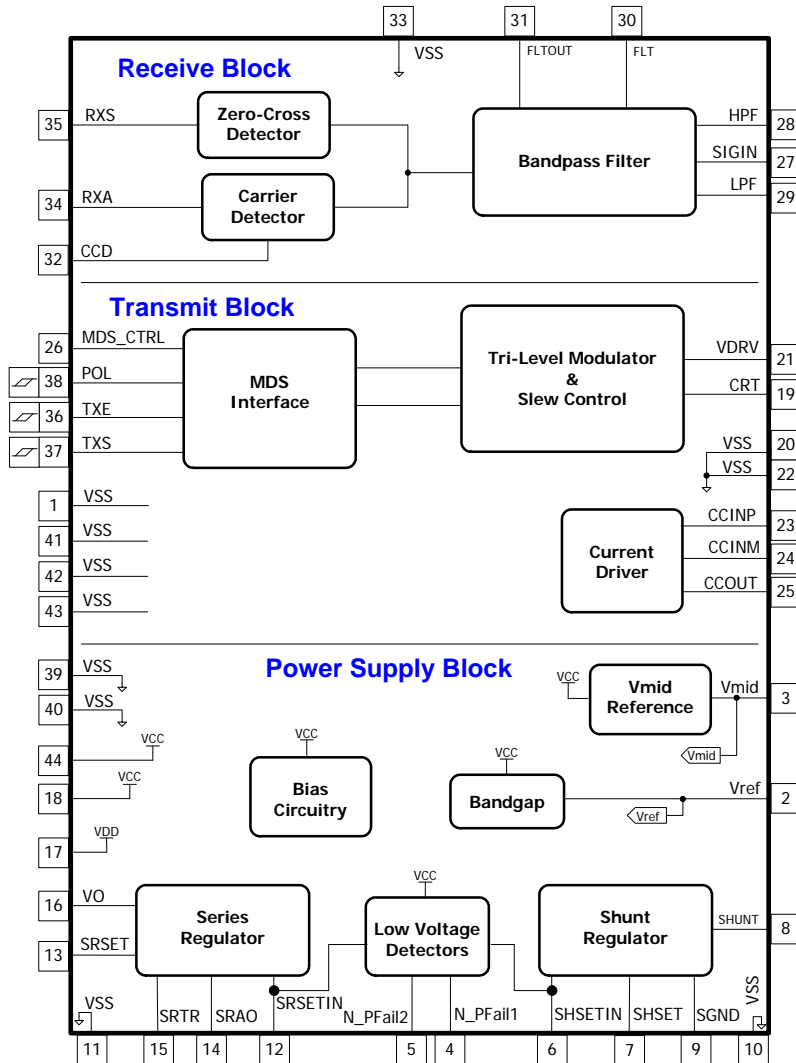 33
31
30
VSS
FLTOUT
FLT
Receive Block
35
RXS
Zero-Cross
Detector
Bandpass Filter
HPF
28
SIGIN
27
LPF
29
34
RXA
Carrier
Detector
32
CCD
Transmit Block
26
MDS_CTRL
38
POL
36
TXE
37
TXS
MDS
Interface
Tri-Level Modulator
&
Slew Control
VDRV
21
CRT
19
VSS
20
VSS
22
1
VSS
41
VSS
42
VSS
43
VSS
Current
Driver
CCINP
23
CCINM
24
CCOUT
25
Power Supply Block
39
VSS
40
VSS
VCC
Vmid
Reference
Vmid
3
Vmid
44
VCC
18
VCC
17
VDD
VCC
Bias
Circuitry
VCC
Bandgap
Vref
2
Vref
16
VO
13
SRSET
Series
Regulator
VCC
Low Voltage
Detectors
Shunt
Regulator
SHUNT
8
VSS
SRTR
SRAO
SRSETIN
N_PFail2
N_PFail1
SHSETIN
SHSET
SGND
VSS
11
15
14
12
5
4
6
7
9
10